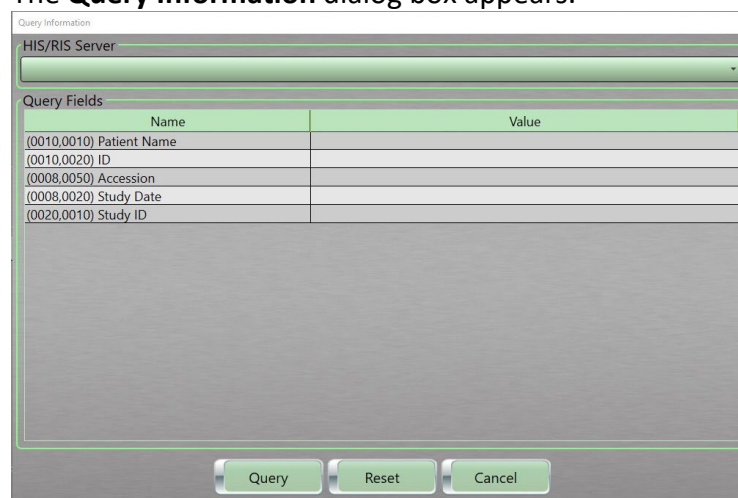 The Query Information dialog box appears.
Query Information
HIS/RIS Server
Query Fields
Name Value
(0010,0010) Patient Name
(0010,0020) ID
(0008,0050) Accession
(0008,0020) Study Date
(0020,0010) Study ID
Query Reset Cancel